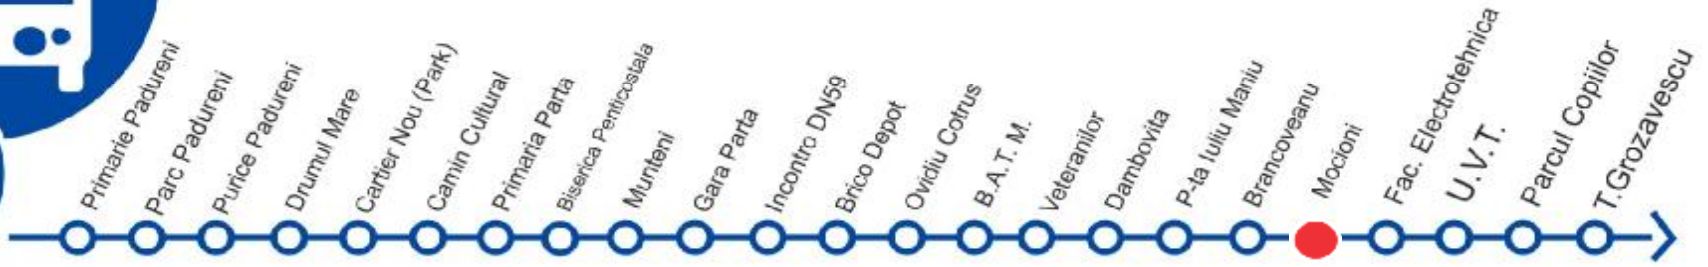 Primarie Padureni
Parc Padureni
Purice Padureni
Drumul Mare
Cartier Nou (Park)
Camin Cultural
Primaria Parta
Biserica Penticostala
Munteni
Gara Parta
Incontro DN59
Brico Depot
Ovidiu Cotrus
B.A.T. M.
Veteranilor
Dambovita
P-ta Iuliu Maniu
Brancoveanu
Mocioni
Fac. Electrotehnica
U.V.T.
Parcul Copiilor
T.Grozavescu